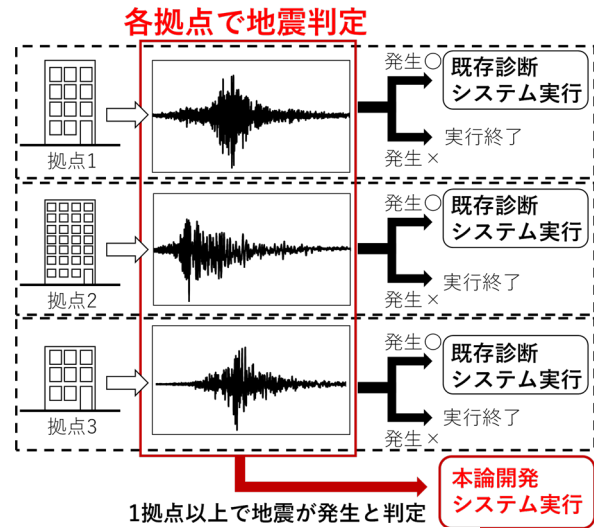 各拠点で地震判定
発生○
既存診断
システム実行
実行終了
発生×
拠点1
発生○
既存診断
システム実行
実行終了
発生×
拠点2
発生○
既存診断
システム実行
実行終了
発生×
拠点3
本論開発
システム実行
1拠点以上で地震が発生と判定